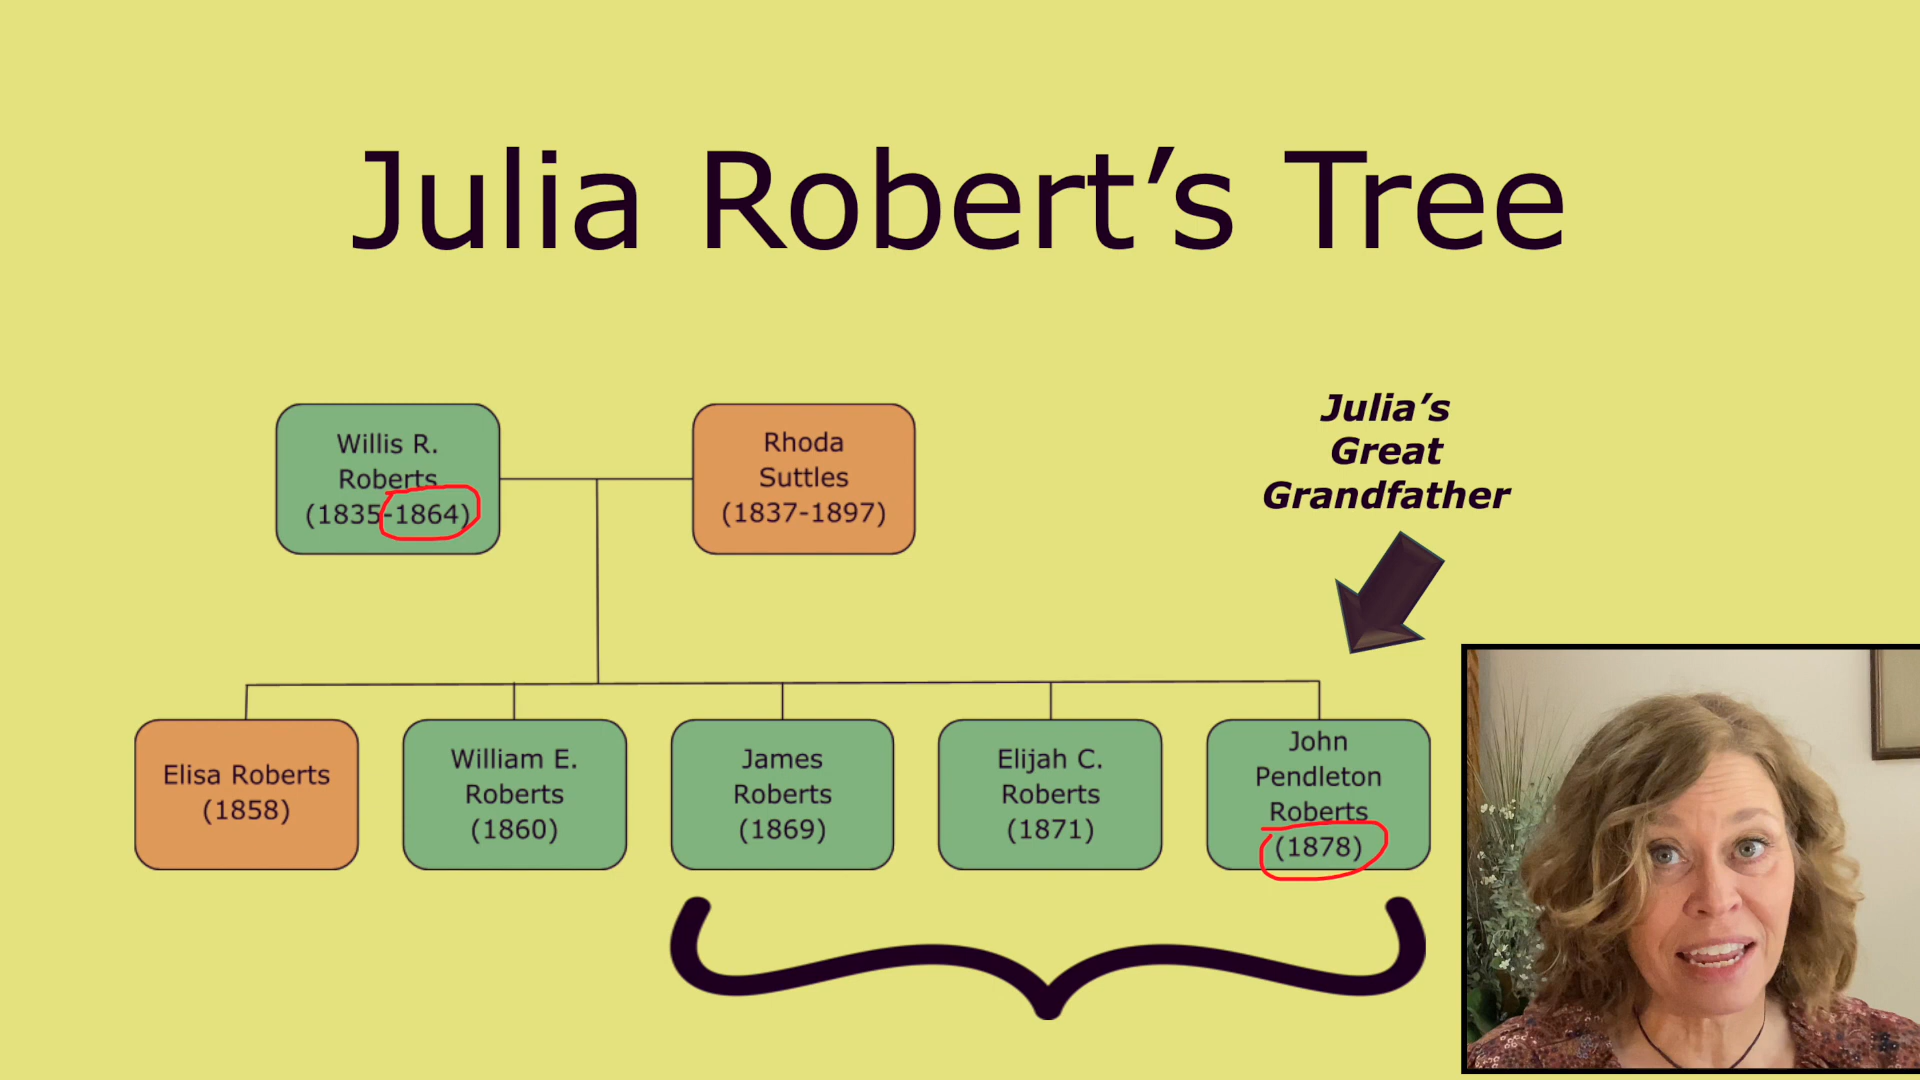 Julia Robert’s Tree
Julia’s
Great
Grandfather
Willis R.
Roberts
(1835-1864)
Rhoda
Suttles
(1837-1897)
Elisa Roberts
(1858)
William E.
Roberts
(1860)
James
Roberts
(1869)
Elijah C.
Roberts
(1871)
John
Pendleton
Roberts
(1878)